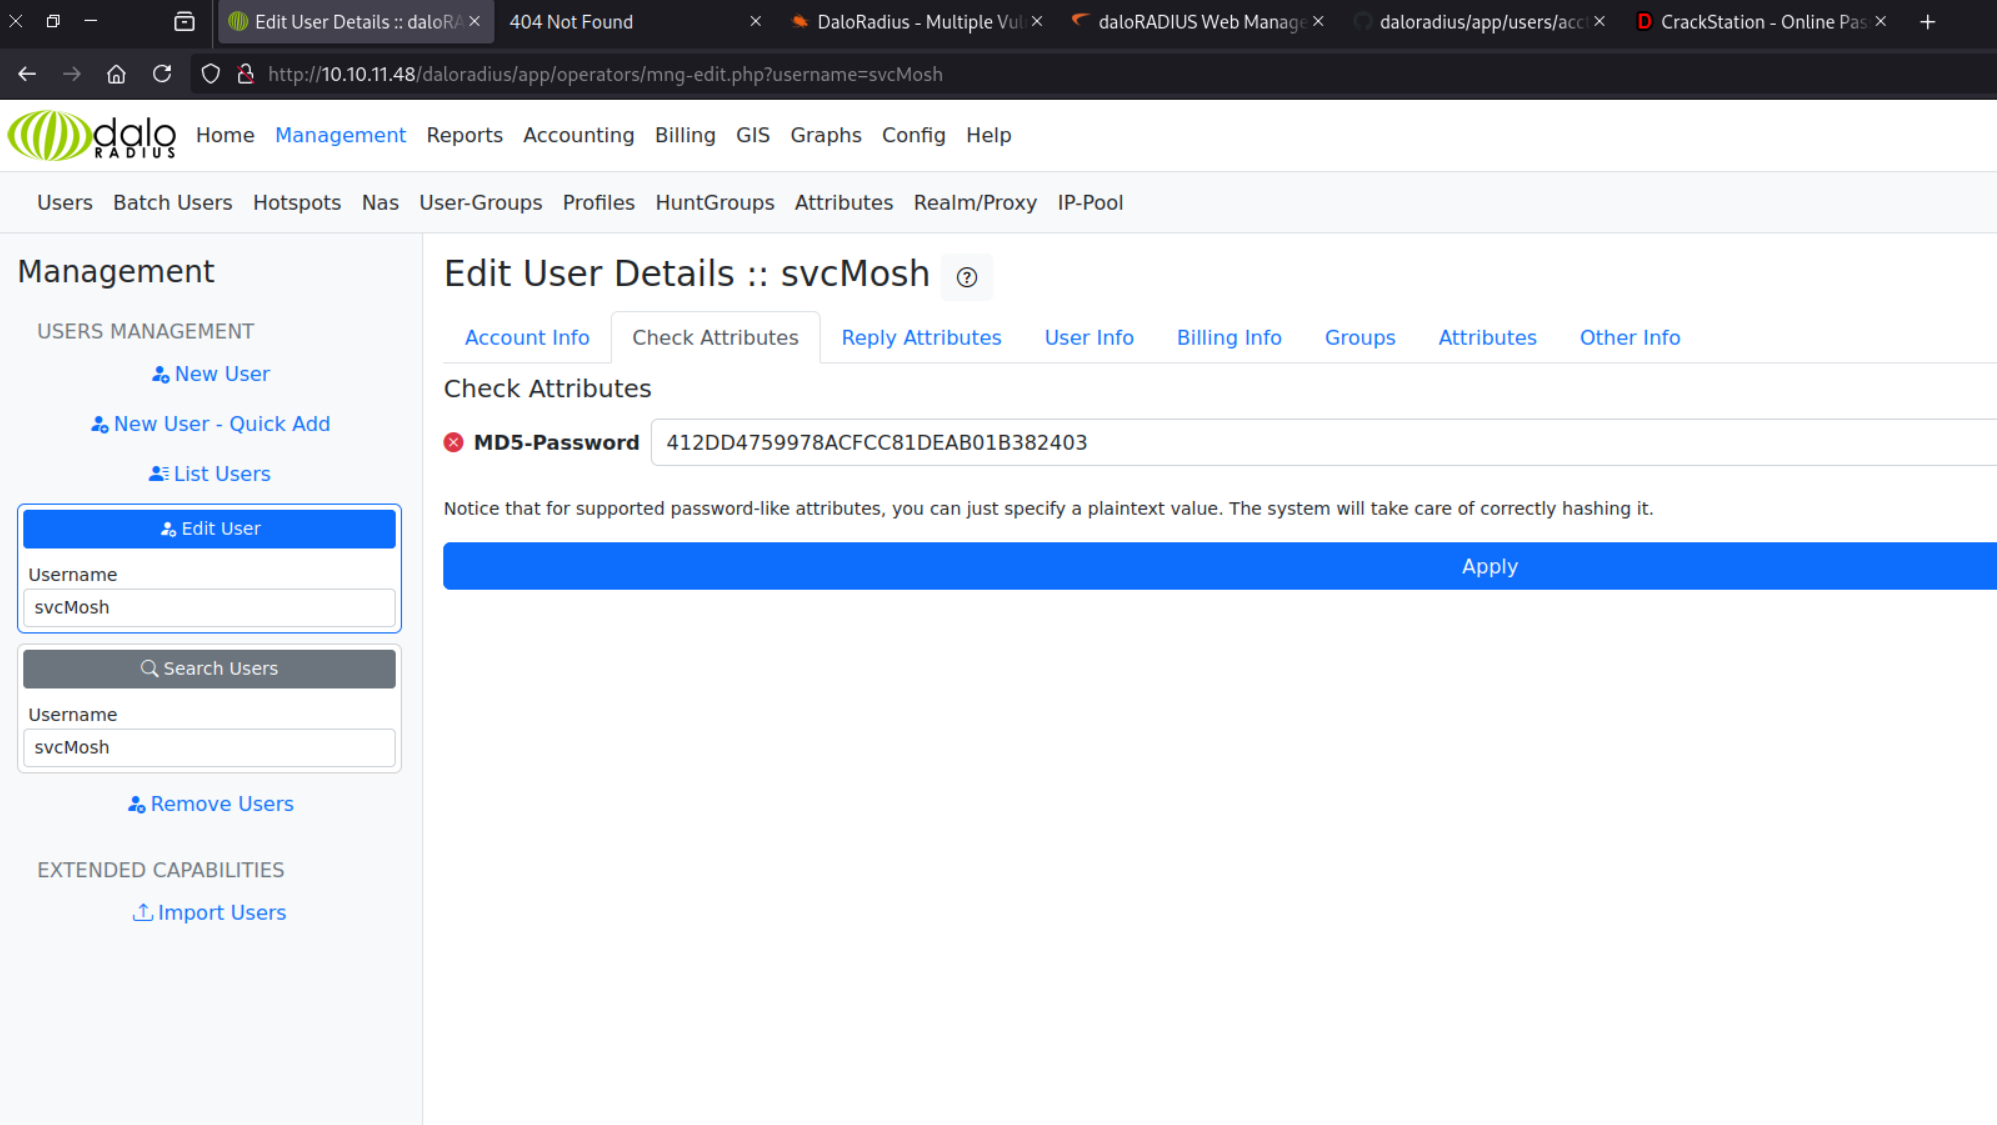 Edit User Details :: daloRA
404 Not Found
DaloRadius - Multiple Vul
daloRADIUS Web Manage
daloradius/app/users/acct
CrackStation - Online Pas
http://10.10.11.48/daloradius/app/operators/mng-edit.php?username=svcMosh
dalo RADIUS
Home Management Reports Accounting Billing GIS Graphs Config Help
Users Batch Users Hotspots Nas User-Groups Profiles HuntGroups Attributes Realm/Proxy IP-Pool
Management
USERS MANAGEMENT
New User
New User - Quick Add
List Users
Edit User
Username
svcMosh
Search Users
Username
svcMosh
Remove Users
EXTENDED CAPABILITIES
Import Users
Edit User Details :: svcMosh
Account Info Check Attributes Reply Attributes User Info Billing Info Groups Attributes Other Info
Check Attributes
MD5-Password 412DD4759978ACFCC81DEAB01B382403
Notice that for supported password-like attributes, you can just specify a plaintext value. The system will take care of correctly hashing it.
Apply